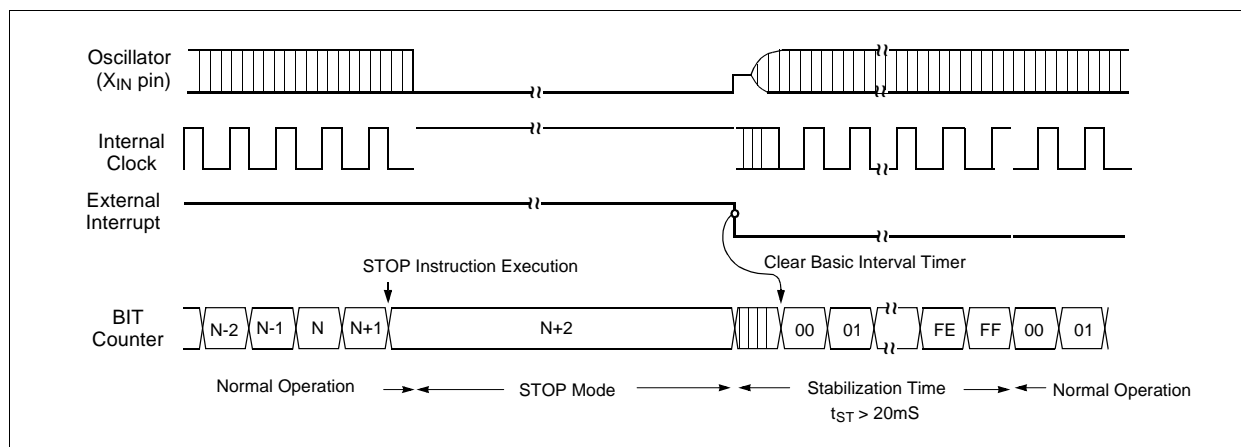 Oscillator
(XIN pin)
Internal
Clock
External
Interrupt
STOP Instruction Execution
Clear Basic Interval Timer
BIT
Counter
N-2 N-1 N N+1 N+2 00 01 FE FF 00 01
Normal Operation STOP Mode Stabilization Time Normal Operation
tST > 20mS